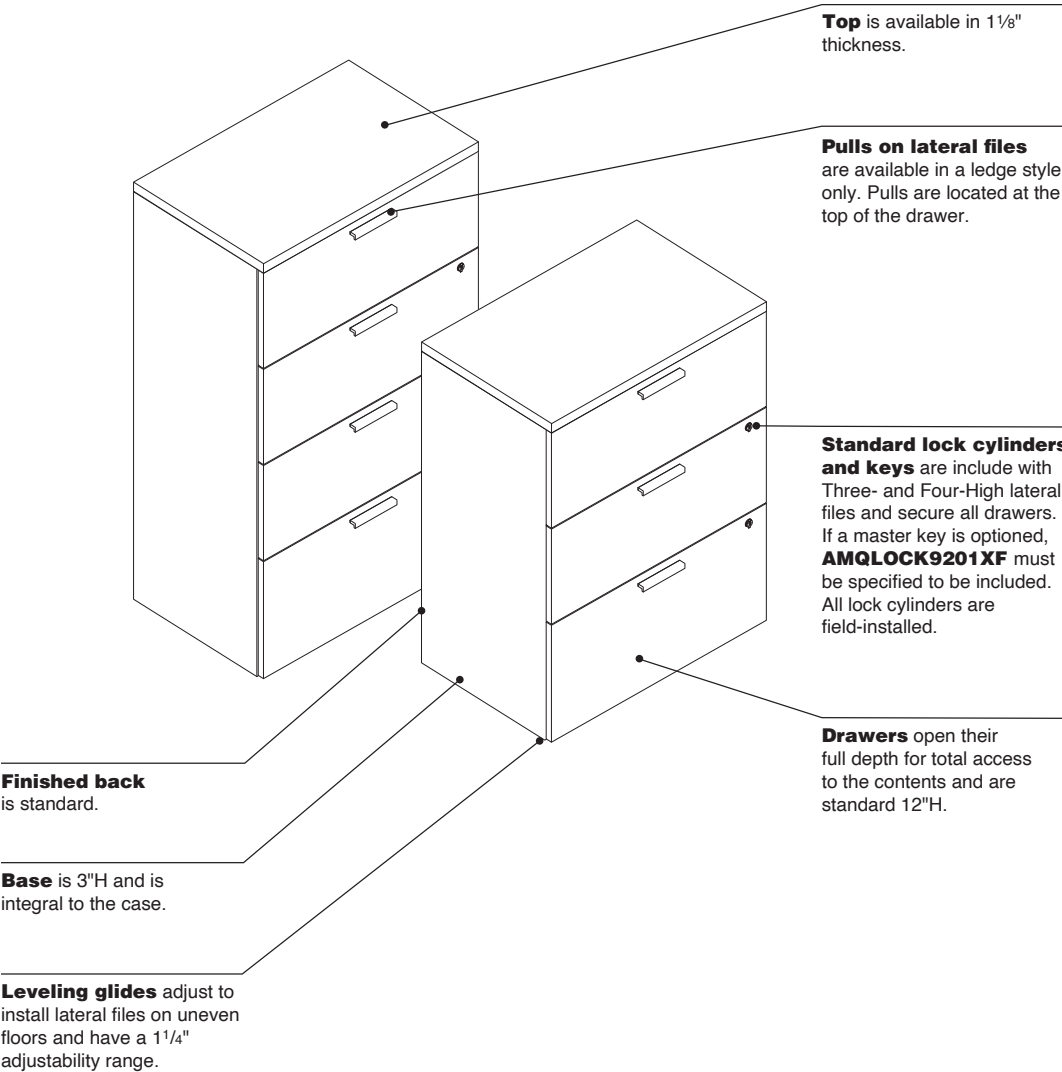 Top is available in 1⅛"
thickness.
Pulls on lateral files
are available in a ledge style
only. Pulls are located at the
top of the drawer.
Standard lock cylinders
and keys are include with
Three- and Four-High lateral
files and secure all drawers.
If a master key is optioned,
AMQLOCK9201XF must
be specified to be included.
All lock cylinders are
field-installed.
Drawers open their
full depth for total access
to the contents and are
standard 12"H.
Finished back
is standard.
Base is 3"H and is
integral to the case.
Leveling glides adjust to
install lateral files on uneven
floors and have a 1 1/4"
adjustability range.